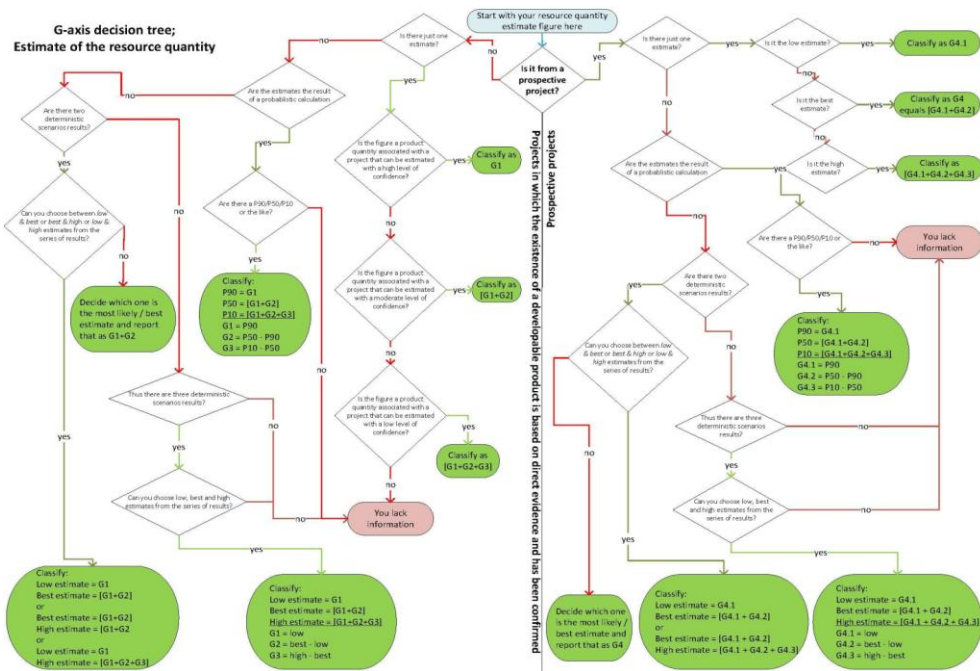 G-axis decision tree;
Estimate of the resource quantity
Start with your resource quantity
estimate figure here
Is it from a
prospective
project?
no
yes
Is there just one
estimate?
no
yes
Are the estimates the result
of a probablistic calculation
no
yes
Are there two
deterministic
scenarios results?
yes
no
Can you choose between low
& best or best & high or low &
high estimates from the
series of results?
no
yes
Decide which one is
the most likely / best
estimate and report
that as G1+G2
Are there a P90/P50/P10
or the like?
no
yes
Classify:
P90 = G1
P50 = [G1+G2]
P10 = [G1+G2+G3]
G1 = P90
G2 = P50 - P90
G3 = P10 - P50
Is the figure a product
quantity associated with a
project that can be estimated
with a high level of
confidence?
yes
Classify as
G1
no
Is the figure a product
quantity associated with a
project that can be estimated
with a moderate level of
confidence?
yes
Classify as
[G1+G2]
no
Is the figure a product
quantity associated with a
project that can be estimated
with a low level of
confidence?
yes
Classify as
[G1+G2+G3]
no
You lack
information
Thus there are three
deterministic scenarios
results?
no
yes
Can you choose low, best and high
estimates from the series of results?
no
yes
Classify:
Low estimate = G1
Best estimate = [G1+G2]
or
Best estimate = [G1+G2]
High estimate = [G1+G2
or
Low estimate = G1
High estimate = [G1+G2+G3]
Classify:
Low estimate = G1
Best estimate = [G1+G2]
High estimate = [G1+G2+G3]
G1 = low
G2 = best - low
G3 = high - best
Projects in which the existence of a developable product is based on direct evidence and has been confirmed
Prospective projects
Is there just one
estimate?
yes
no
Is it the low estimate?
yes
Classify as G4.1
no
Is it the best
estimate?
yes
Classify as G4
equals [G4.1+G4.2]
no
Is it the high
estimate?
yes
Classify as
[G4.1+G4.2+G4.3]
Are the estimates the result
of a probablistic calculation
yes
no
Are there a P90/P50/P10 or
the like?
no
yes
You lack
information
Classify:
P90 = G4.1
P50 = [G4.1+G4.2]
P10 = [G4.1+G4.2+G4.3]
G4.1 = P90
G4.2 = P50 - P90
G4.3 = P10 - P50
Are there two
deterministic
scenarios results?
yes
no
Can you choose between low
& best or best & high or low &
high estimates from the
series of results?
no
yes
Thus there are three
deterministic scenarios
results?
no
yes
Can you choose low, best
and high estimates from
the series of results?
no
yes
Decide which one
is the most likely /
best estimate and
report that as G4
Classify:
Low estimate = G4.1
Best estimate = [G4.1 + G4.2]
or
Best estimate = [G4.1 + G4.2]
High estimate = [G4.1 + G4.2 + G4.3]
Classify:
Low estimate = G4.1
Best estimate = [G4.1 + G4.2]
High estimate = [G4.1 + G4.2 + G4.3]
G4.1 = low
G4.2 = best - low
G4.3 = high - best